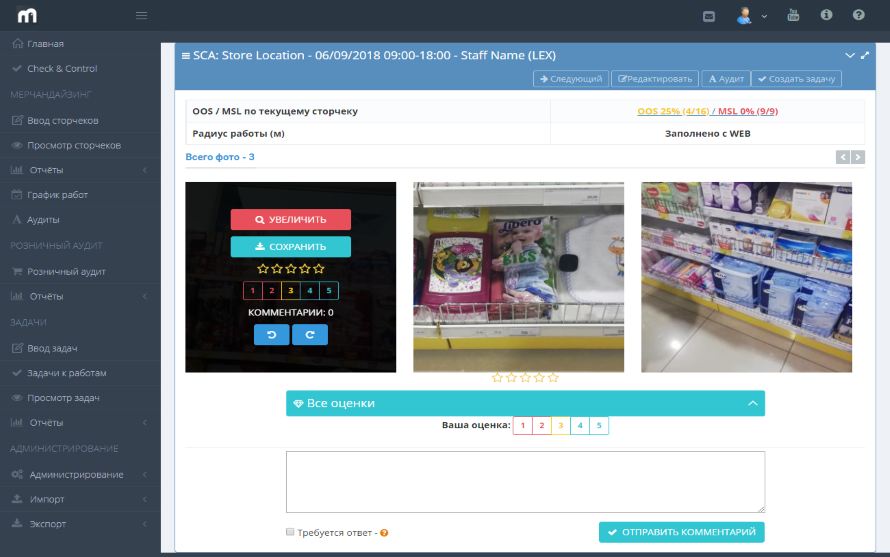 m
You Tube
Главная
Check & Control
МЕРЧАНДАЙЗИНГ
Ввод сторчеков
Просмотр сторчеков
Отчёты
График работ
Аудиты
РОЗНИЧНЫЙ АУДИТ
Розничный аудит
Отчёты
ЗАДАЧИ
Ввод задач
Задачи к работам
Просмотр задач
Отчёты
АДМИНИСТРИРОВАНИЕ
Администрирование
Импорт
Экспорт
SCA: Store Location - 06/09/2018 09:00-18:00 - Staff Name (LEX)
Следующий Редактировать Аудит Создать задачу
OOS / MSL по текущему сторчеку OOS 25% (4/16) / MSL 0% (9/9)
Радиус работы (м) Заполнено с WEB
Всего фото - 3
УВЕЛИЧИТЬ
СОХРАНИТЬ
1 2 3 4 5
КОММЕНТАРИИ: 0
Libero
BIBS
Все оценки
Ваша оценка: 1 2 3 4 5
Требуется ответ - ?
ОТПРАВИТЬ КОММЕНТАРИЙ